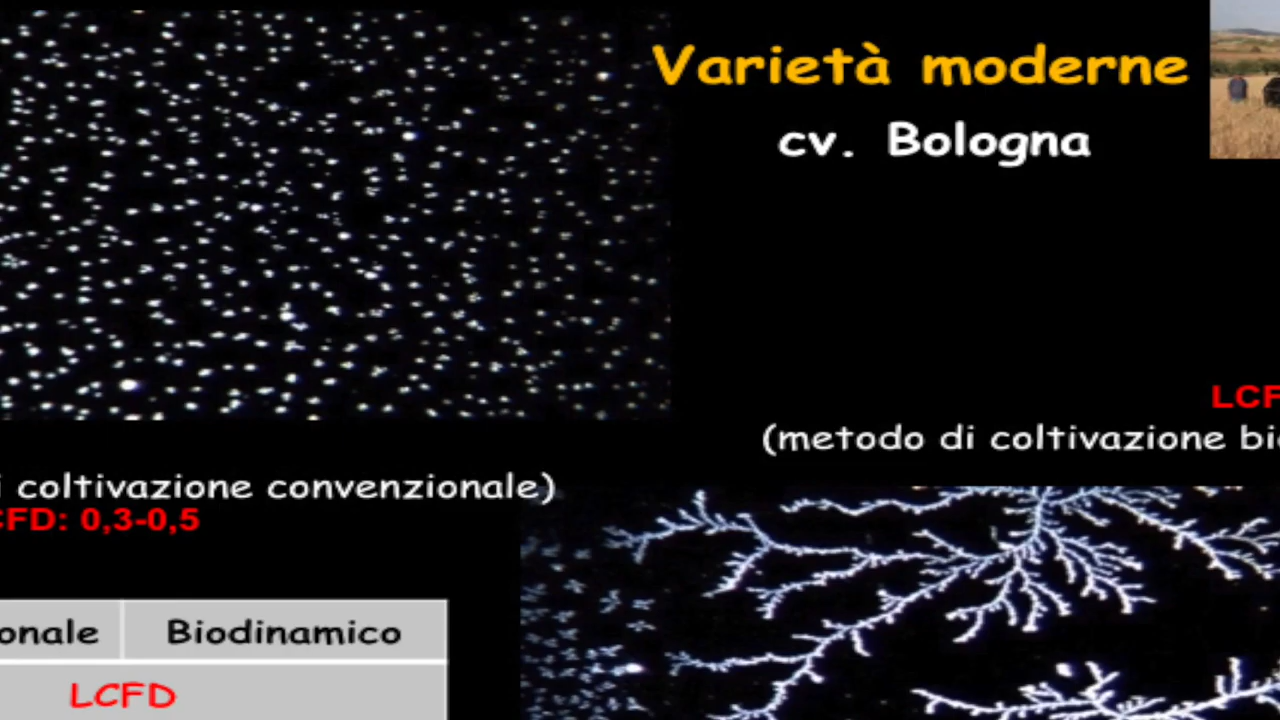 Varietà moderne
cv. Bologna
LCF
(metodo di coltivazione bi
i coltivazione convenzionale)
CFD: 0,3-0,5
onale Biodinamico
LCFD